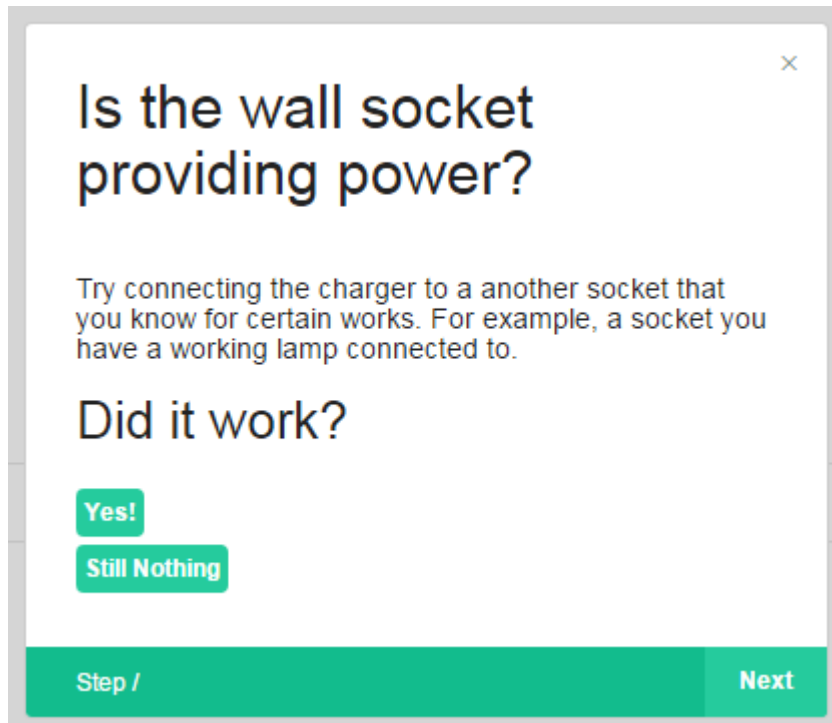 ×
Is the wall socket
providing power?
Try connecting the charger to a another socket that
you know for certain works. For example, a socket you
have a working lamp connected to.
Did it work?
Yes!
Still Nothing
Step /
Next